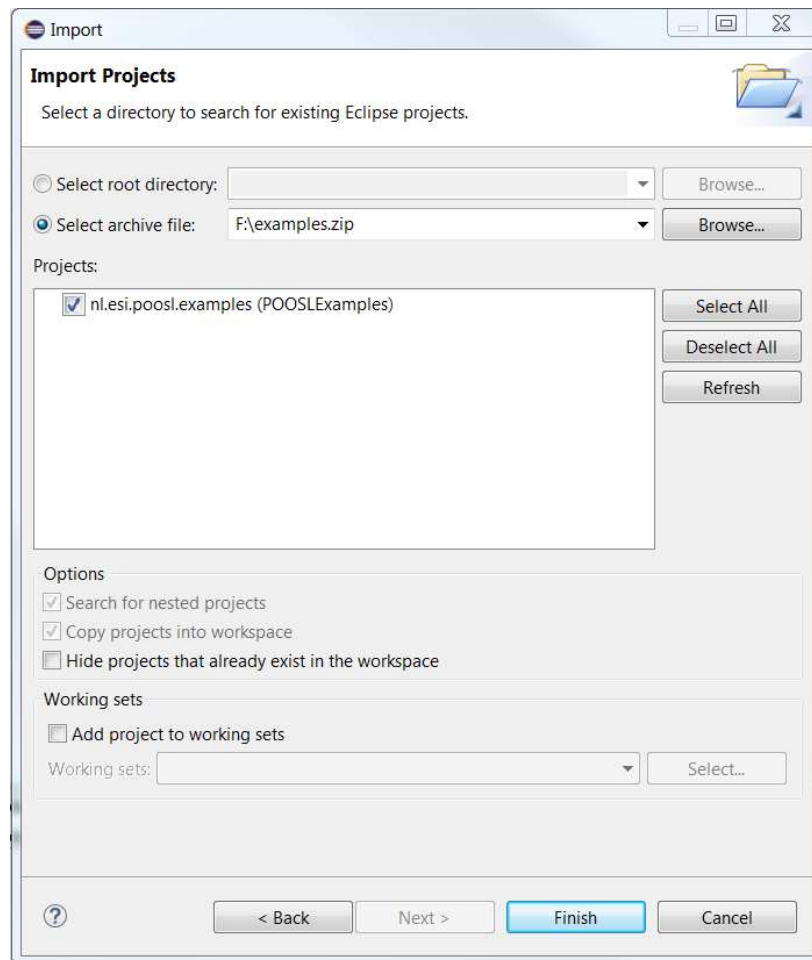 Import
Import Projects
Select a directory to search for existing Eclipse projects.
Select root directory: Browse...
Select archive file: F:\examples.zip Browse...
Projects:
nl.esi.poosl.examples (POOSLExamples) Select All
Deselect All
Refresh
Options
Search for nested projects
Copy projects into workspace
Hide projects that already exist in the workspace
Working sets
Add project to working sets
Working sets: Select...
? < Back Next > Finish Cancel